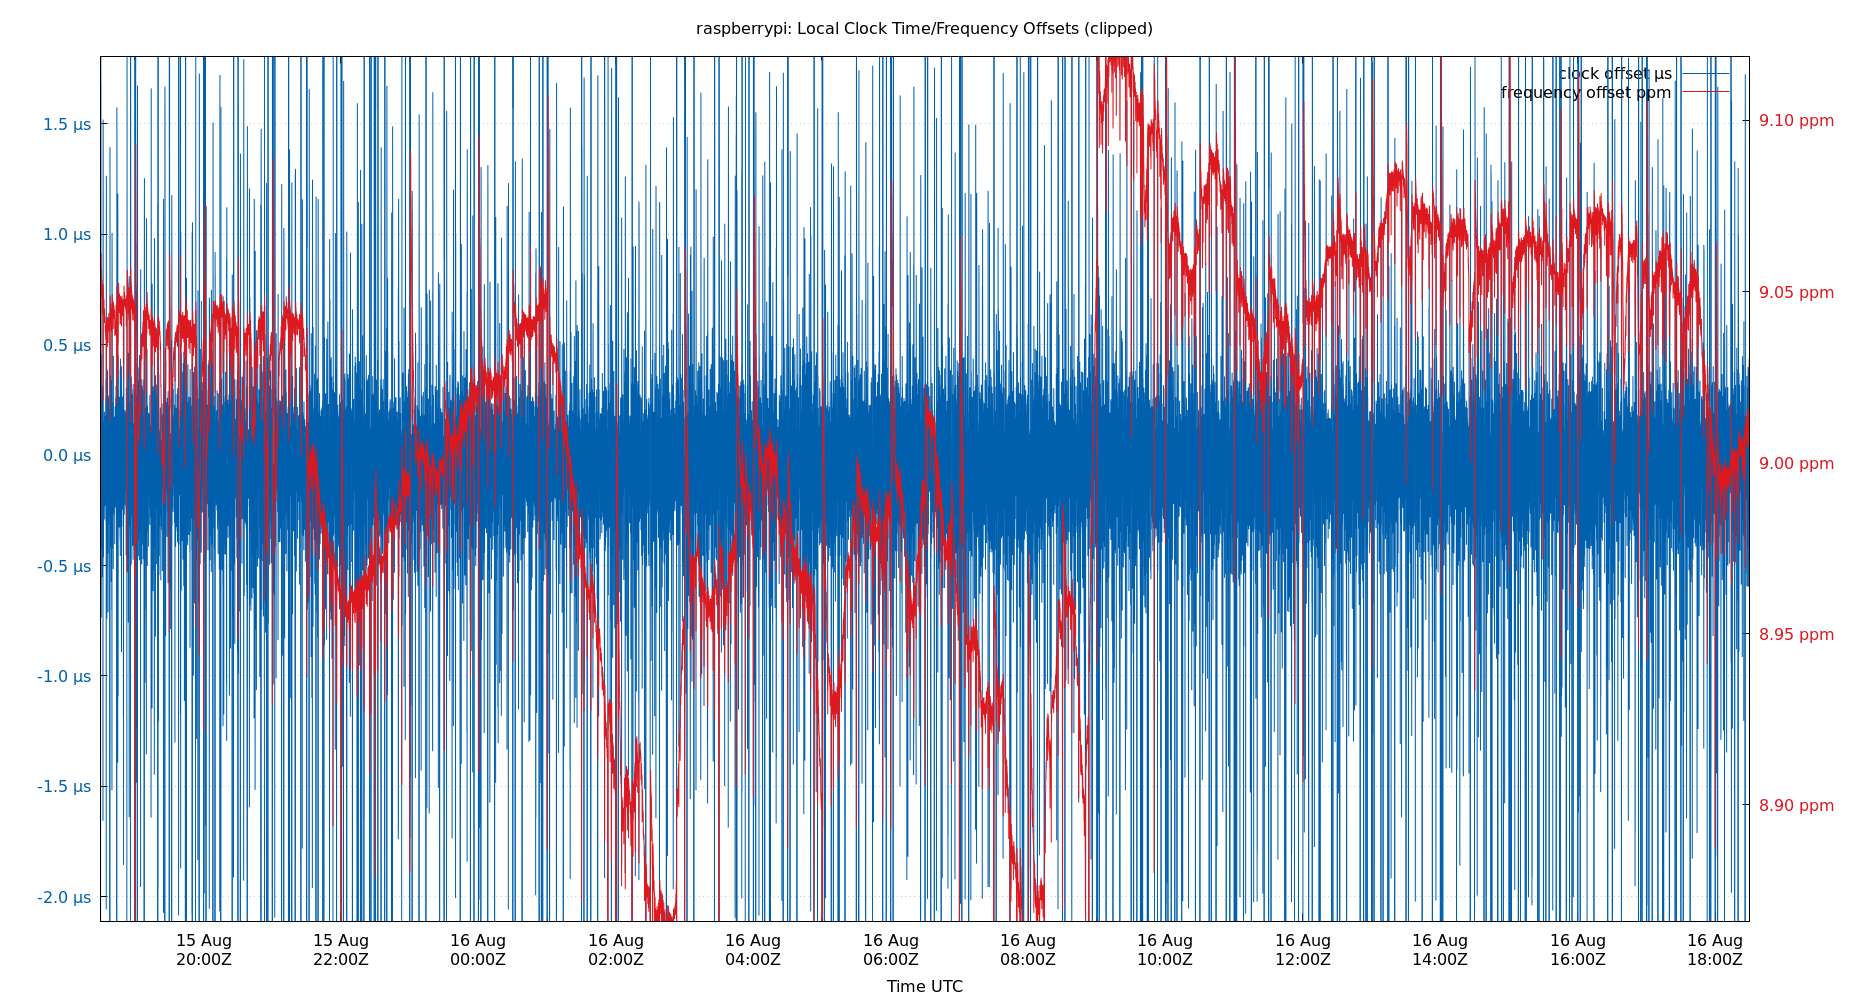 raspberrypi: Local Clock Time/Frequency Offsets (clipped)
clock offset µs
frequency offset ppm
1.5 µs
1.0 µs
0.5 µs
0.0 µs
-0.5 µs
-1.0 µs
-1.5 µs
-2.0 µs
9.10 ppm
9.05 ppm
9.00 ppm
8.95 ppm
8.90 ppm
15 Aug
20:00Z
15 Aug
22:00Z
16 Aug
00:00Z
16 Aug
02:00Z
16 Aug
04:00Z
16 Aug
06:00Z
16 Aug
08:00Z
16 Aug
10:00Z
16 Aug
12:00Z
16 Aug
14:00Z
16 Aug
16:00Z
16 Aug
18:00Z
Time UTC